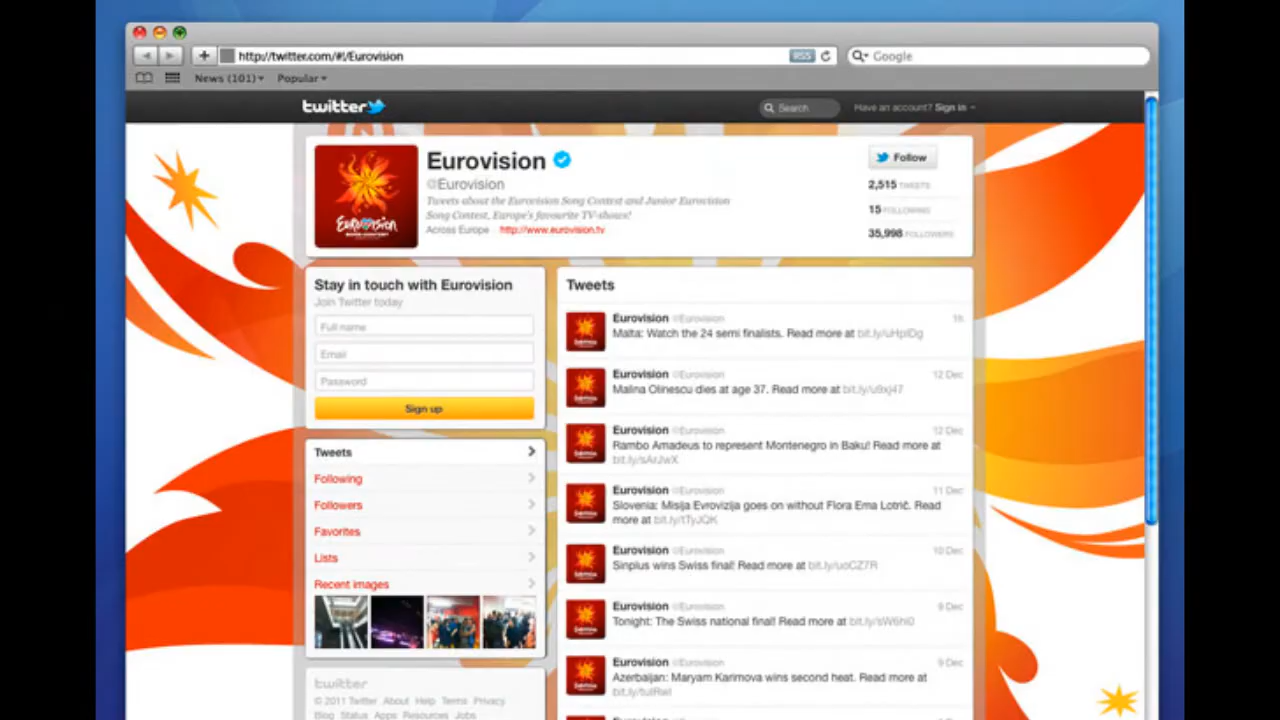 http://twitter.com/#!/Eurovision
RSS
Google
News (101)
Popular
twitter
Search
Have an account? Sign in
Eurovision
@Eurovision
Tweets about the Eurovision Song Contest and Junior Eurovision
Song Contest, Europe's favourite TV-shows!
Across Europe http://www.eurovision.tv
Follow
2,515 TWEETS
15 FOLLOWING
35,998 FOLLOWERS
EUROVISION
SONG CONTEST
Stay in touch with Eurovision
Join Twitter today
Full name
Email
Password
Sign up
Tweets
Following
Followers
Favorites
Lists
Recent images
twitter
© 2011 Twitter About Help Terms Privacy
Blog Status Apps Resources Jobs
Tweets
Eurovision @Eurovision 1h
Malta: Watch the 24 semi finalists. Read more at
Eurovision @Eurovision 12 Dec
Malina Olinescu dies at age 37. Read more at bit.ly/u9xj47
Eurovision @Eurovision 12 Dec
Rambo Amadeus to represent Montenegro in Baku! Read more at
bit.ly/sArJwX
Eurovision @Eurovision 11 Dec
Slovenia: Misija Evrovizija goes on without Flora Ema Lotrič. Read
more at bit.ly/tTyJQK
Eurovision @Eurovision 10 Dec
Sinplus wins Swiss final! Read more at bit.ly/uoCZ7R
Eurovision @Eurovision 9 Dec
Tonight: The Swiss national final! Read more at bit.ly/sW6hi0
Eurovision @Eurovision 9 Dec
Azerbaijan: Maryam Karimova wins second heat. Read more at